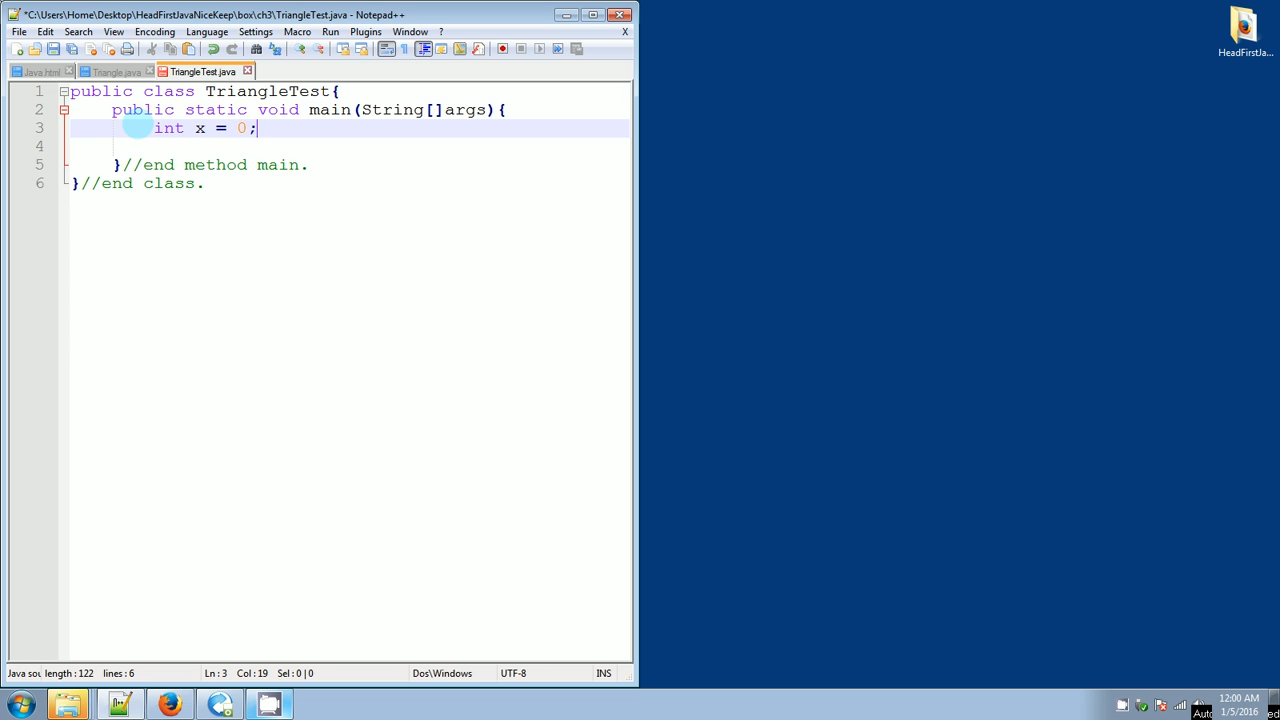 *C:\Users\Home\Desktop\HeadFirstJavaNiceKeep\box\ch3\TriangleTest.java - Notepad++
File Edit Search View Encoding Language Settings Macro Run Plugins Window ? X
Java.html Triangle.java TriangleTest.java
1 public class TriangleTest{
2 public static void main(String[]args){
3 int x = 0;
4
5 }//end method main.
6 }//end class.
Java sou length : 122 lines : 6 Ln : 3 Col : 19 Sel : 0 | 0 Dos\Windows UTF-8 INS
HeadFirstJa...
12:00 AM
1/5/2016